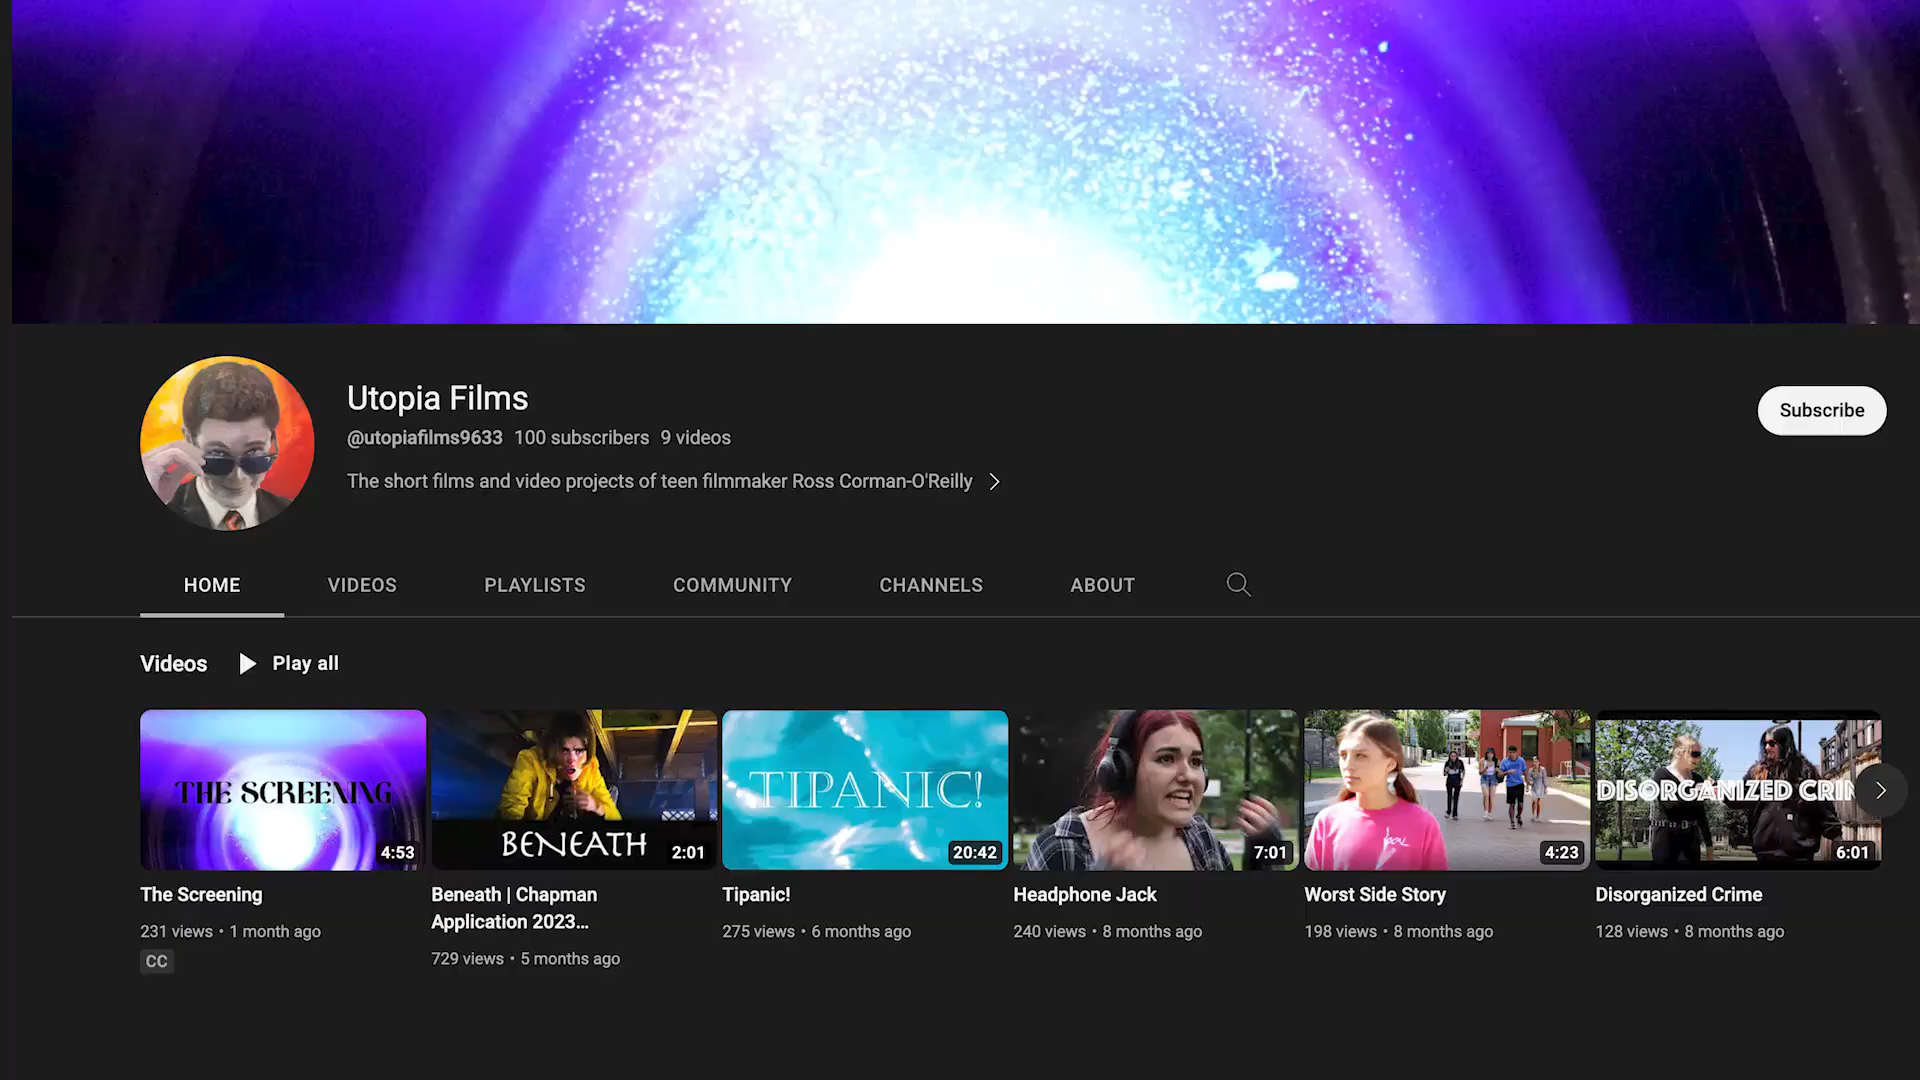 Utopia Films
@utopiafilms9633 100 subscribers 9 videos
The short films and video projects of teen filmmaker Ross Corman-O'Reilly
Subscribe
HOME VIDEOS PLAYLISTS COMMUNITY CHANNELS ABOUT
Videos Play all
THE SCREENING
4:53
BENEATH
2:01
TIPANIC!
20:42
7:01
4:23
DISORGANIZED CRIM
6:01
The Screening
231 views • 1 month ago
CC
Beneath | Chapman
Application 2023...
729 views • 5 months ago
Tipanic!
275 views • 6 months ago
Headphone Jack
240 views • 8 months ago
Worst Side Story
198 views • 8 months ago
Disorganized Crime
128 views • 8 months ago